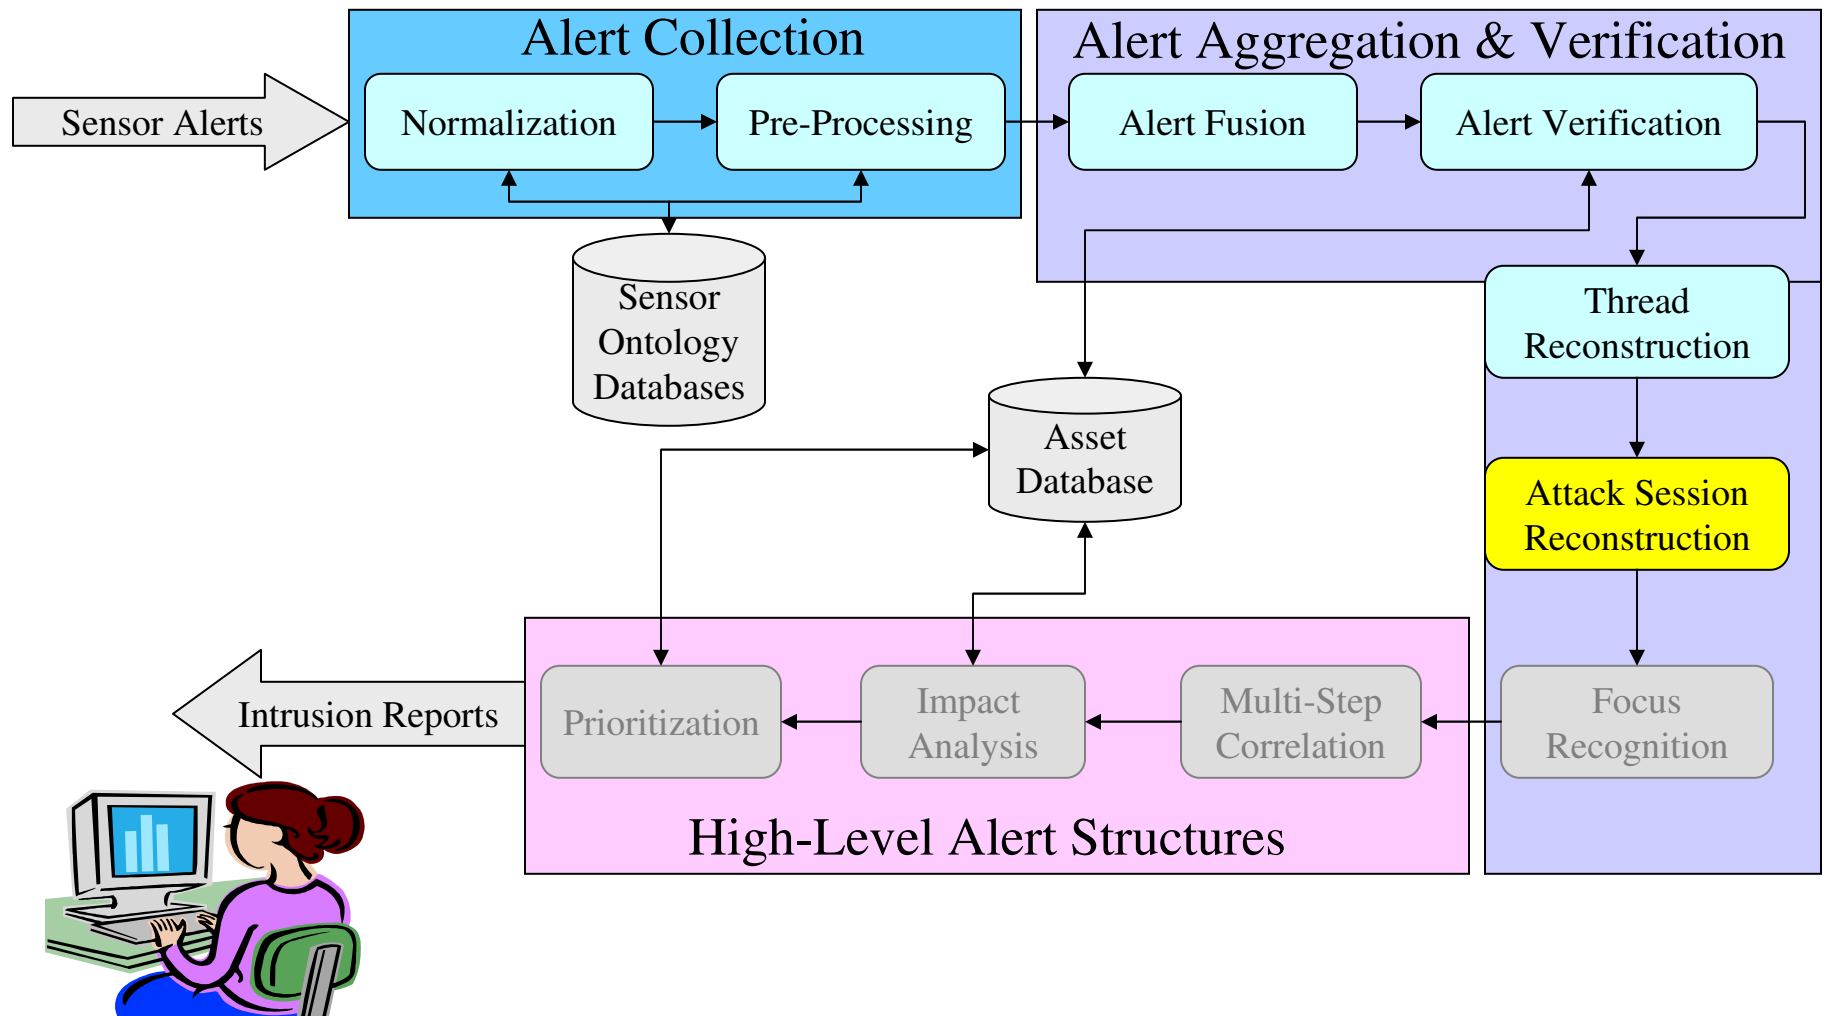 Alert Collection
Alert Aggregation & Verification
Sensor Alerts
Normalization
Pre-Processing
Alert Fusion
Alert Verification
Sensor
Ontology
Databases
Thread
Reconstruction
Asset
Database
Attack Session
Reconstruction
Intrusion Reports
Prioritization
Impact
Analysis
Multi-Step
Correlation
Focus
Recognition
High-Level Alert Structures